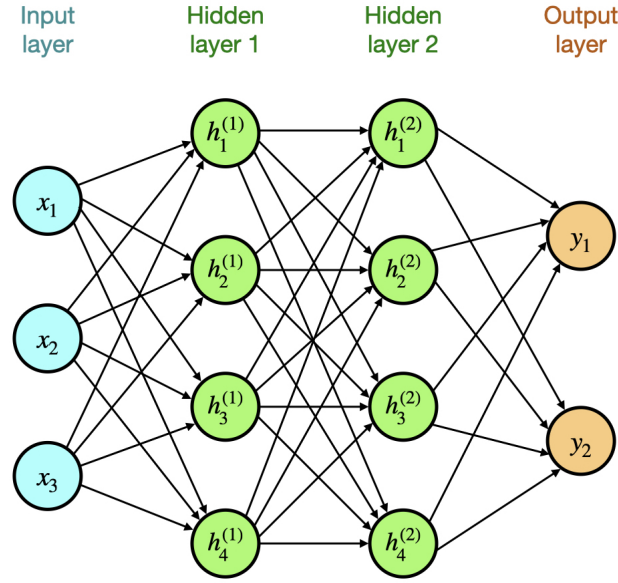 Input
layer
Hidden
layer 1
Hidden
layer 2
Output
layer
x₁
x₂
x₃
h₁⁽¹⁾
h₂⁽¹⁾
h₃⁽¹⁾
h₄⁽¹⁾
h₁⁽²⁾
h₂⁽²⁾
h₃⁽²⁾
h₄⁽²⁾
y₁
y₂